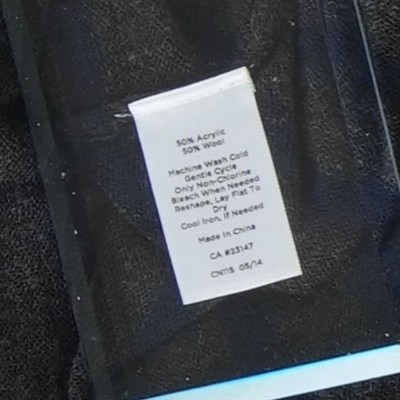 50% Acrylic
50% Wool
Machine Wash Cold
Gentle Cycle
Only Non-Chlorine
Bleach When Needed
Reshape, Lay Flat To
Dry
Cool Iron, If Needed
Made In China
CA #23147
CN115 05/14